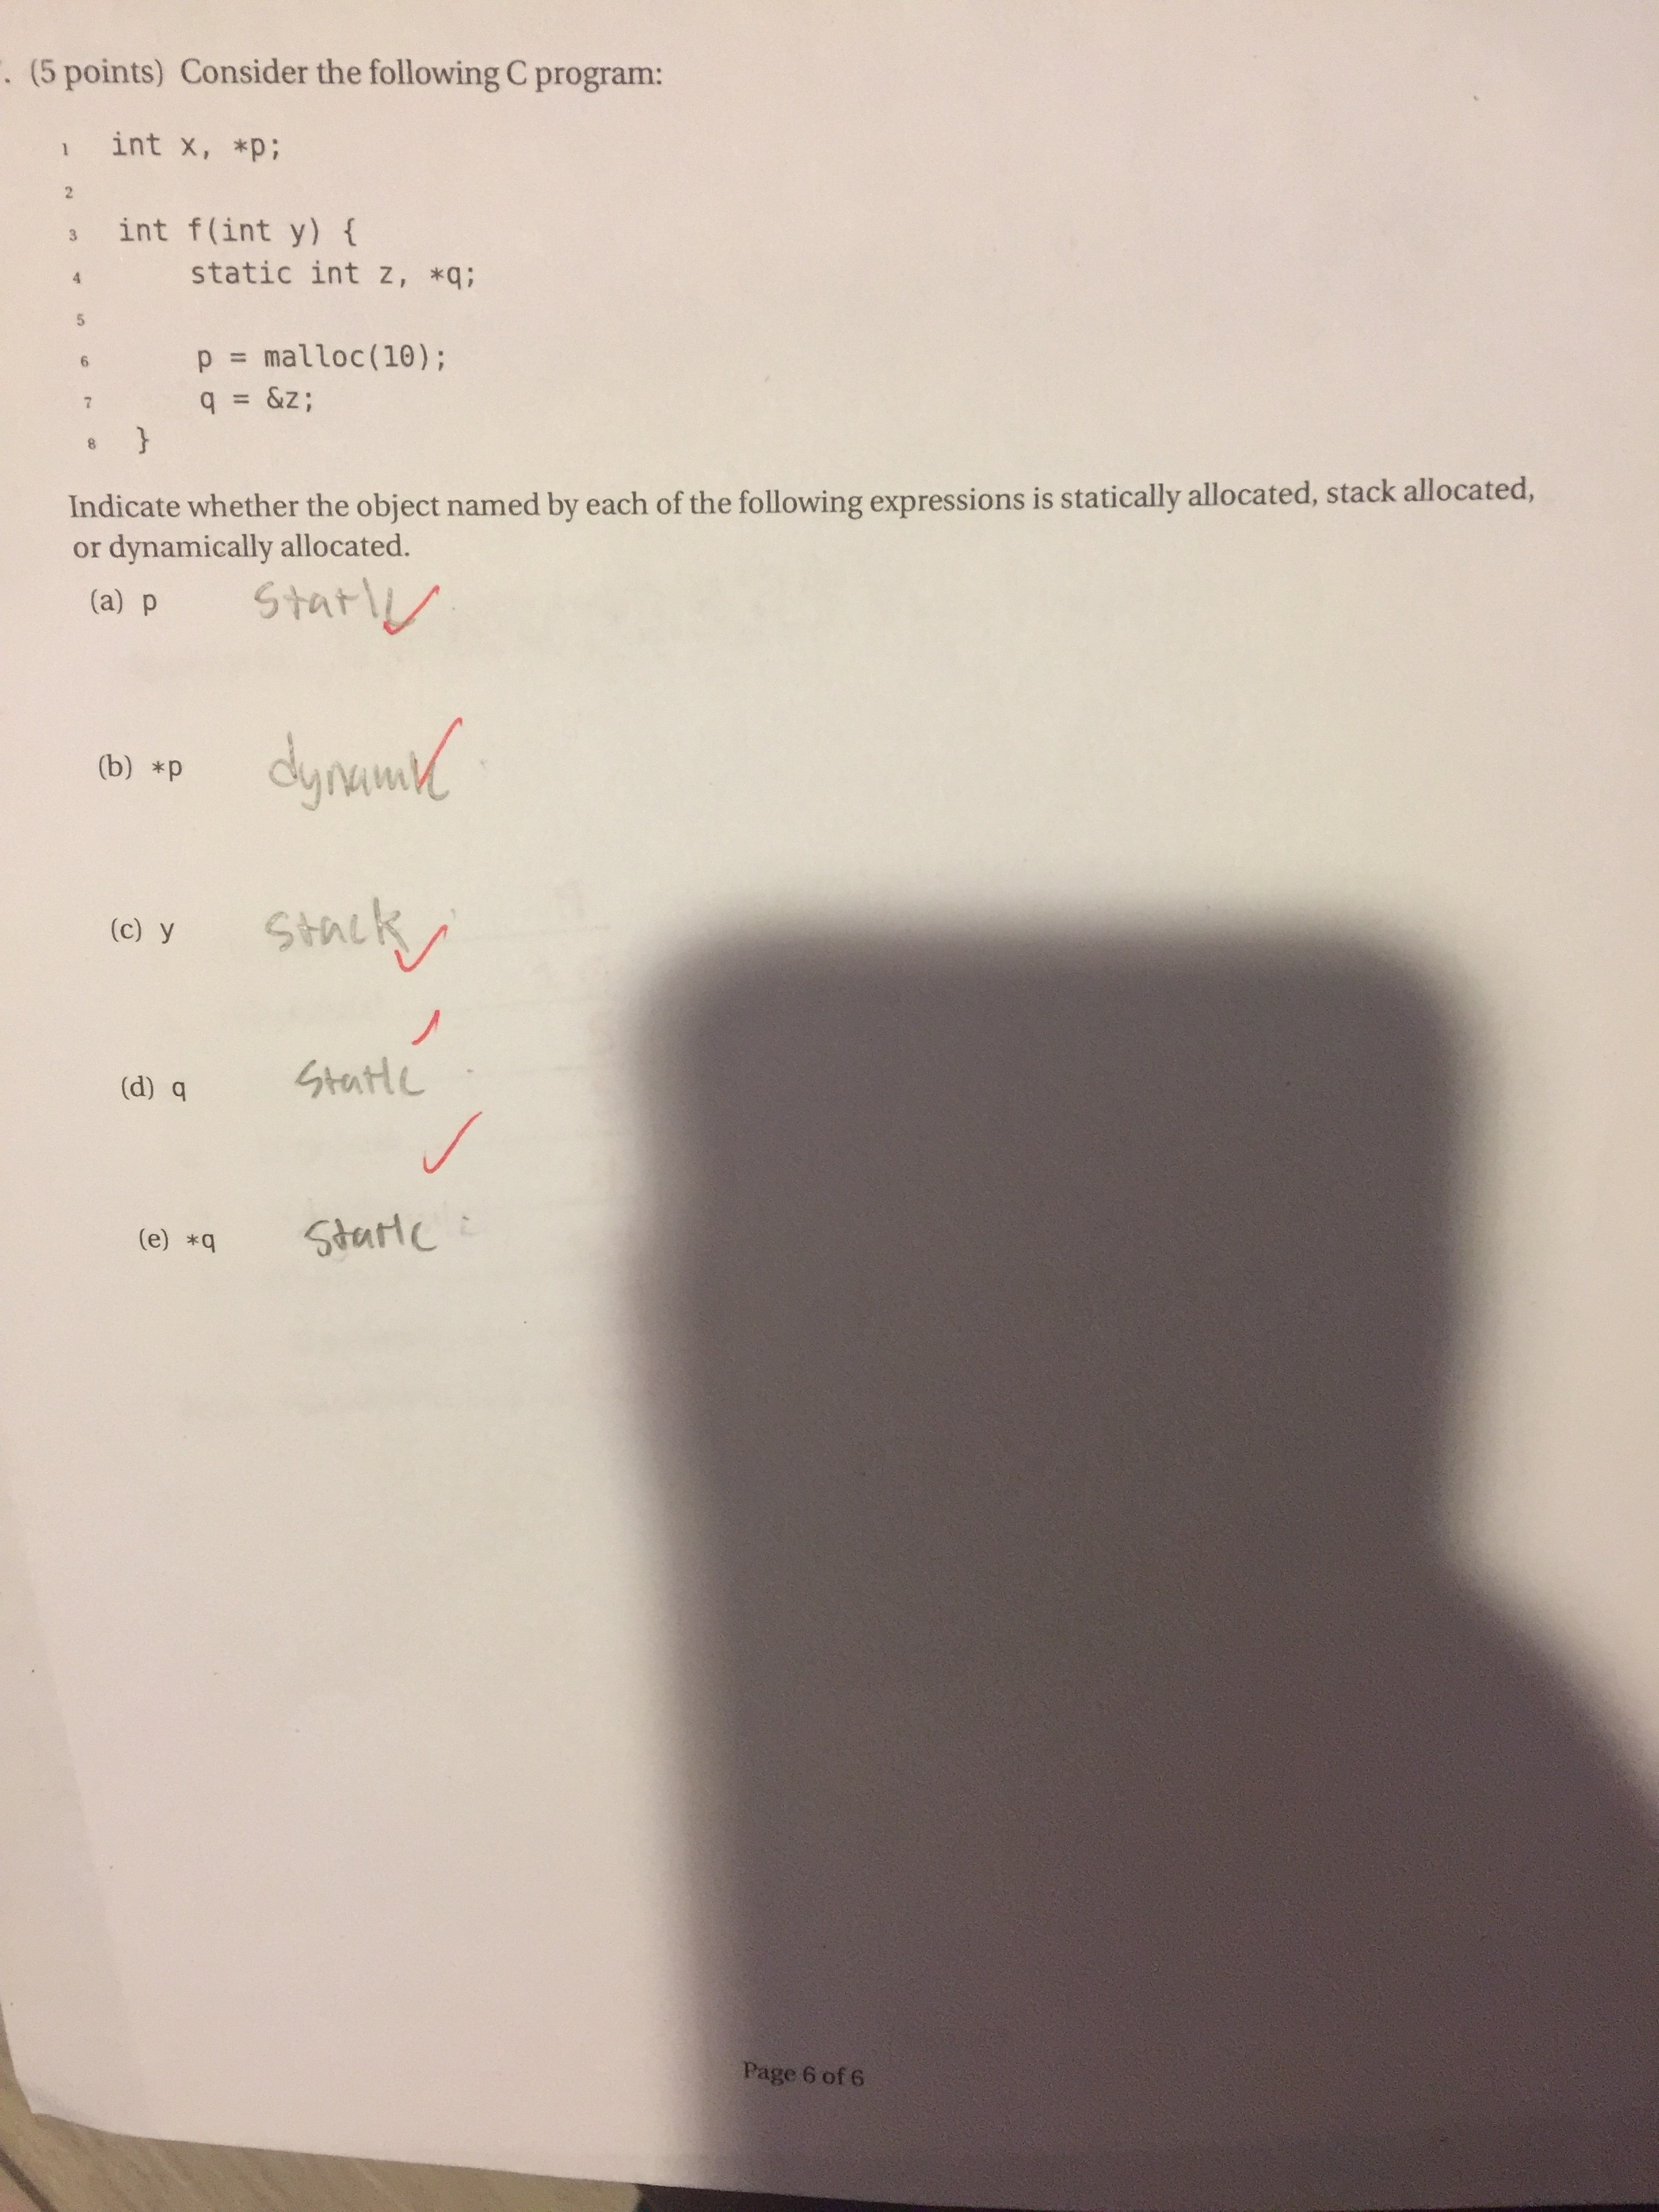 . (5 points) Consider the following C program:
1 int x, *p;
2
3 int f(int y) {
4 static int z, *q;
5
6 p = malloc(10);
7 q = &z;
8 }
Indicate whether the object named by each of the following expressions is statically allocated, stack allocated,
or dynamically allocated.
(a) p static
(b) *p dynamic
(c) y stack
(d) q static
(e) *q static
Page 6 of 6